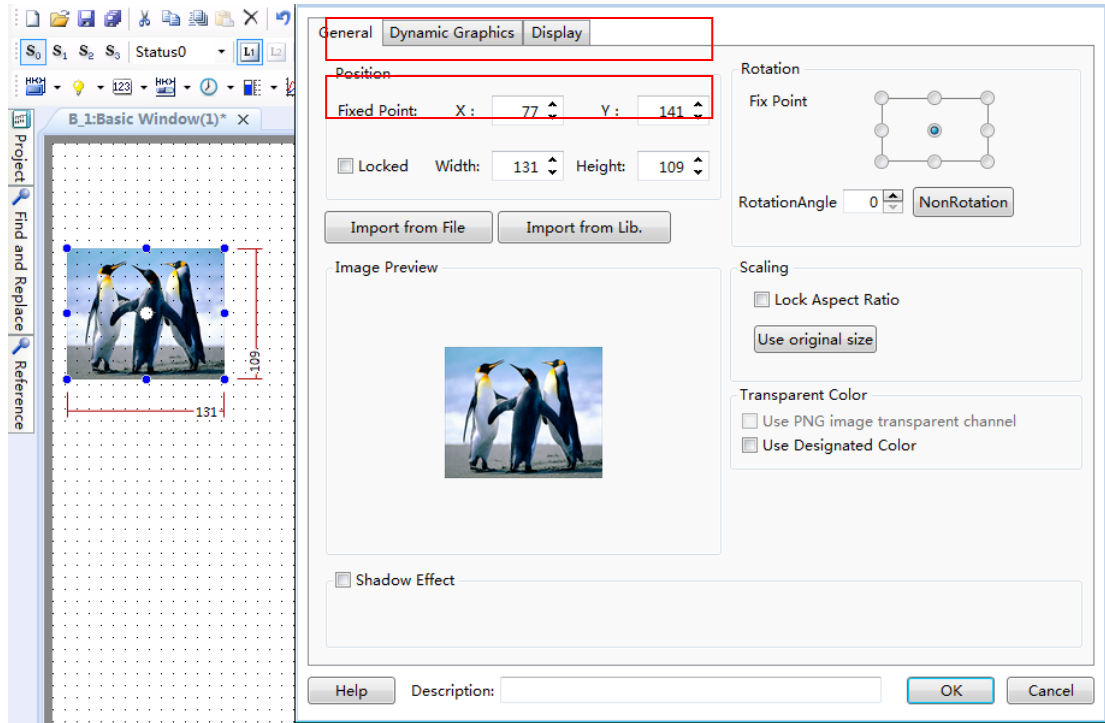 S0 S1 S2 S3 Status0 L1 L2
123
B_1:Basic Window(1)* X
Project
Find and Replace
Reference
109
131
General Dynamic Graphics Display
Position
Fixed Point: X : 77 Y : 141
Locked Width: 131 Height: 109
Import from File Import from Lib.
Image Preview
Rotation
Fix Point
RotationAngle 0 NonRotation
Scaling
Lock Aspect Ratio
Use original size
Transparent Color
Use PNG image transparent channel
Use Designated Color
Shadow Effect
Help Description: OK Cancel